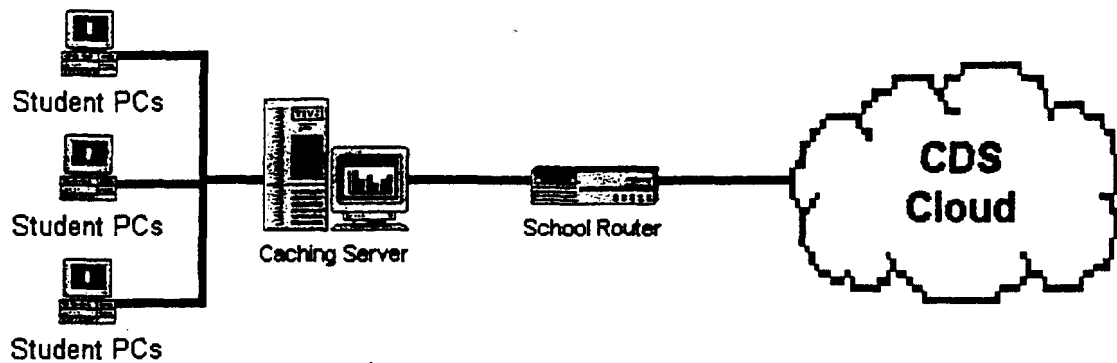 Student PCs
Student PCs
Student PCs
Caching Server
School Router
CDS
Cloud